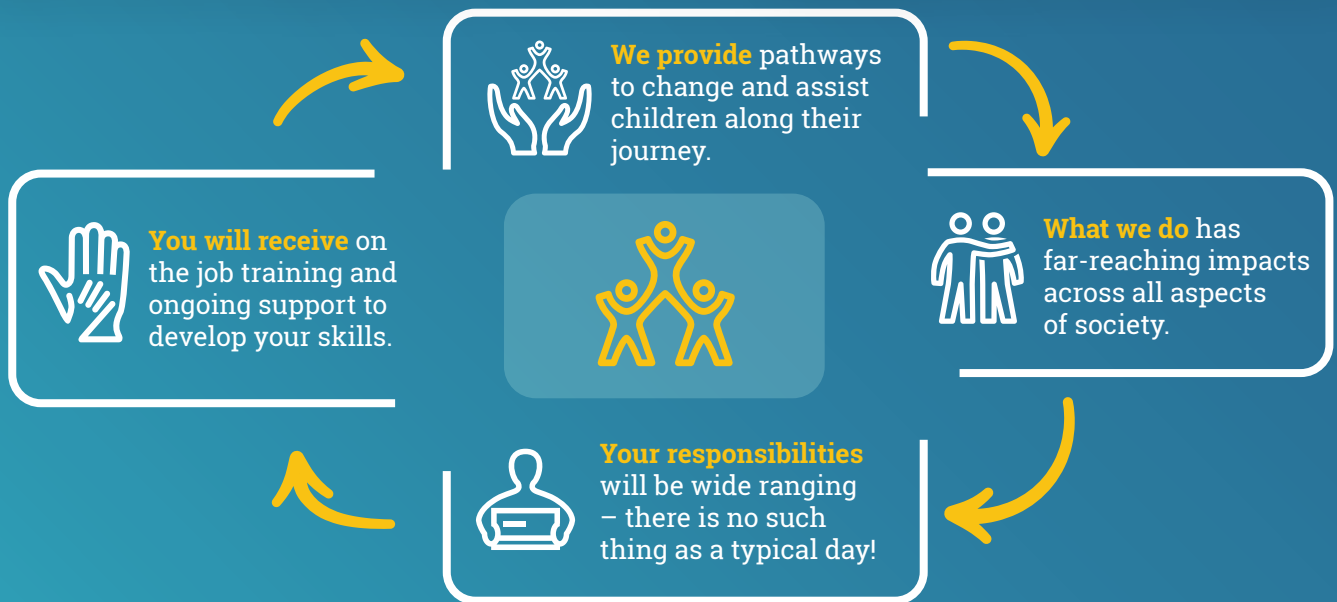 We provide pathways
to change and assist
children along their
journey.
What we do has
far-reaching impacts
across all aspects
of society.
Your responsibilities
will be wide ranging
– there is no such
thing as a typical day!
You will receive on
the job training and
ongoing support to
develop your skills.